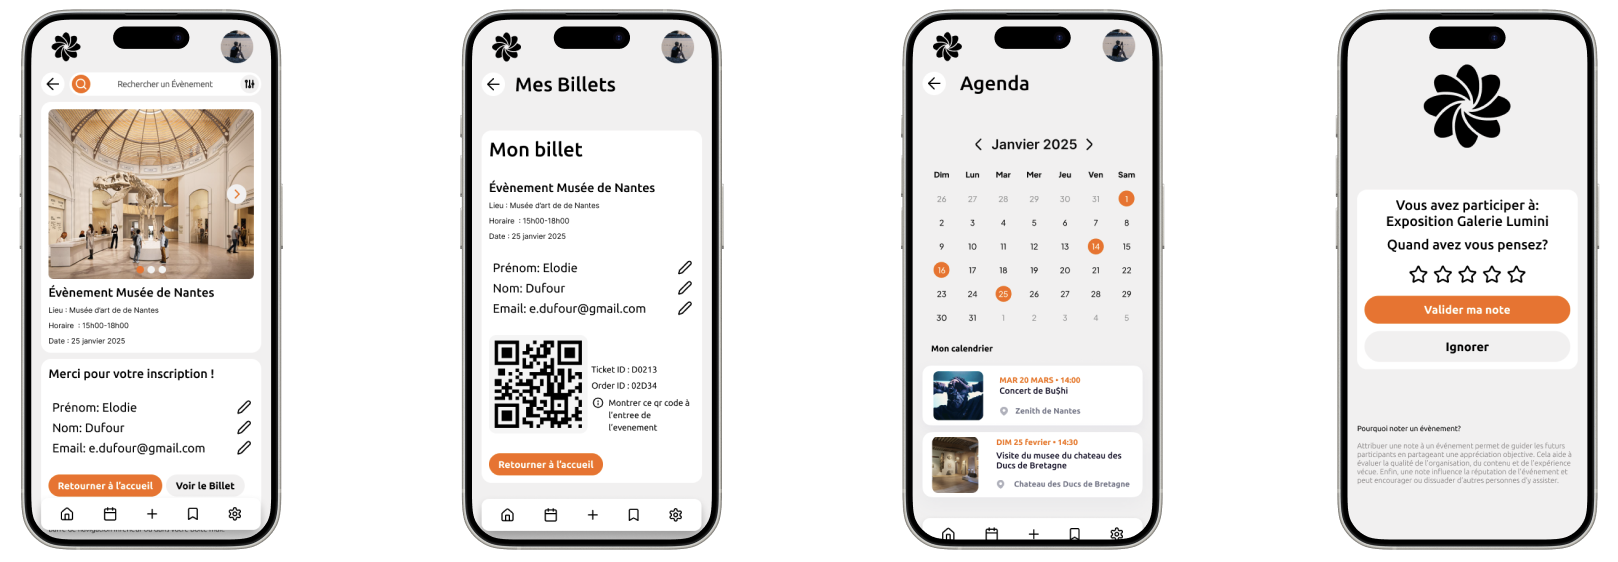 Rechercher un Évènement
Évènement Musée de Nantes
Lieu : Musée d'art de de Nantes
Horaire : 15h00-18h00
Date : 25 janvier 2025
Merci pour votre inscription !
Prénom: Elodie
Nom: Dufour
Email: e.dufour@gmail.com
Retourner à l'accueil
Voir le Billet
Mes Billets
Mon billet
Évènement Musée de Nantes
Lieu : Musée d'art de de Nantes
Horaire : 15h00-18h00
Date : 25 janvier 2025
Prénom: Elodie
Nom: Dufour
Email: e.dufour@gmail.com
Ticket ID : D0213
Order ID : 02D34
Montrer ce qr code à
l'entree de
l'evenement
Retourner à l'accueil
Agenda
Janvier 2025
Dim Lun Mar Mer Jeu Ven Sam
26 27 28 29 30 31 1
2 3 4 5 6 7 8
9 10 11 12 13 14 15
16 17 18 19 20 21 22
23 24 25 26 27 28 29
30 31 1 2 3 4 5
Mon calendrier
MAR 20 MARS • 14:00
Concert de Bu$hi
Zenith de Nantes
DIM 25 fevrier • 14:30
Visite du musee du chateau des
Ducs de Bretagne
Chateau des Ducs de Bretagne
Vous avez participer à:
Exposition Galerie Lumini
Quand avez vous pensez?
Valider ma note
Ignorer
Pourquoi noter un évènement?
Attribuer une note à un événement permet de guider les futurs
participants en partageant une appréciation objective. Cela aide à
évaluer la qualité de l'organisation, du contenu et de l'expérience
vécue. Enfin, une note influence la réputation de l'événement et
peut encourager ou dissuader d'autres personnes d'y assister.